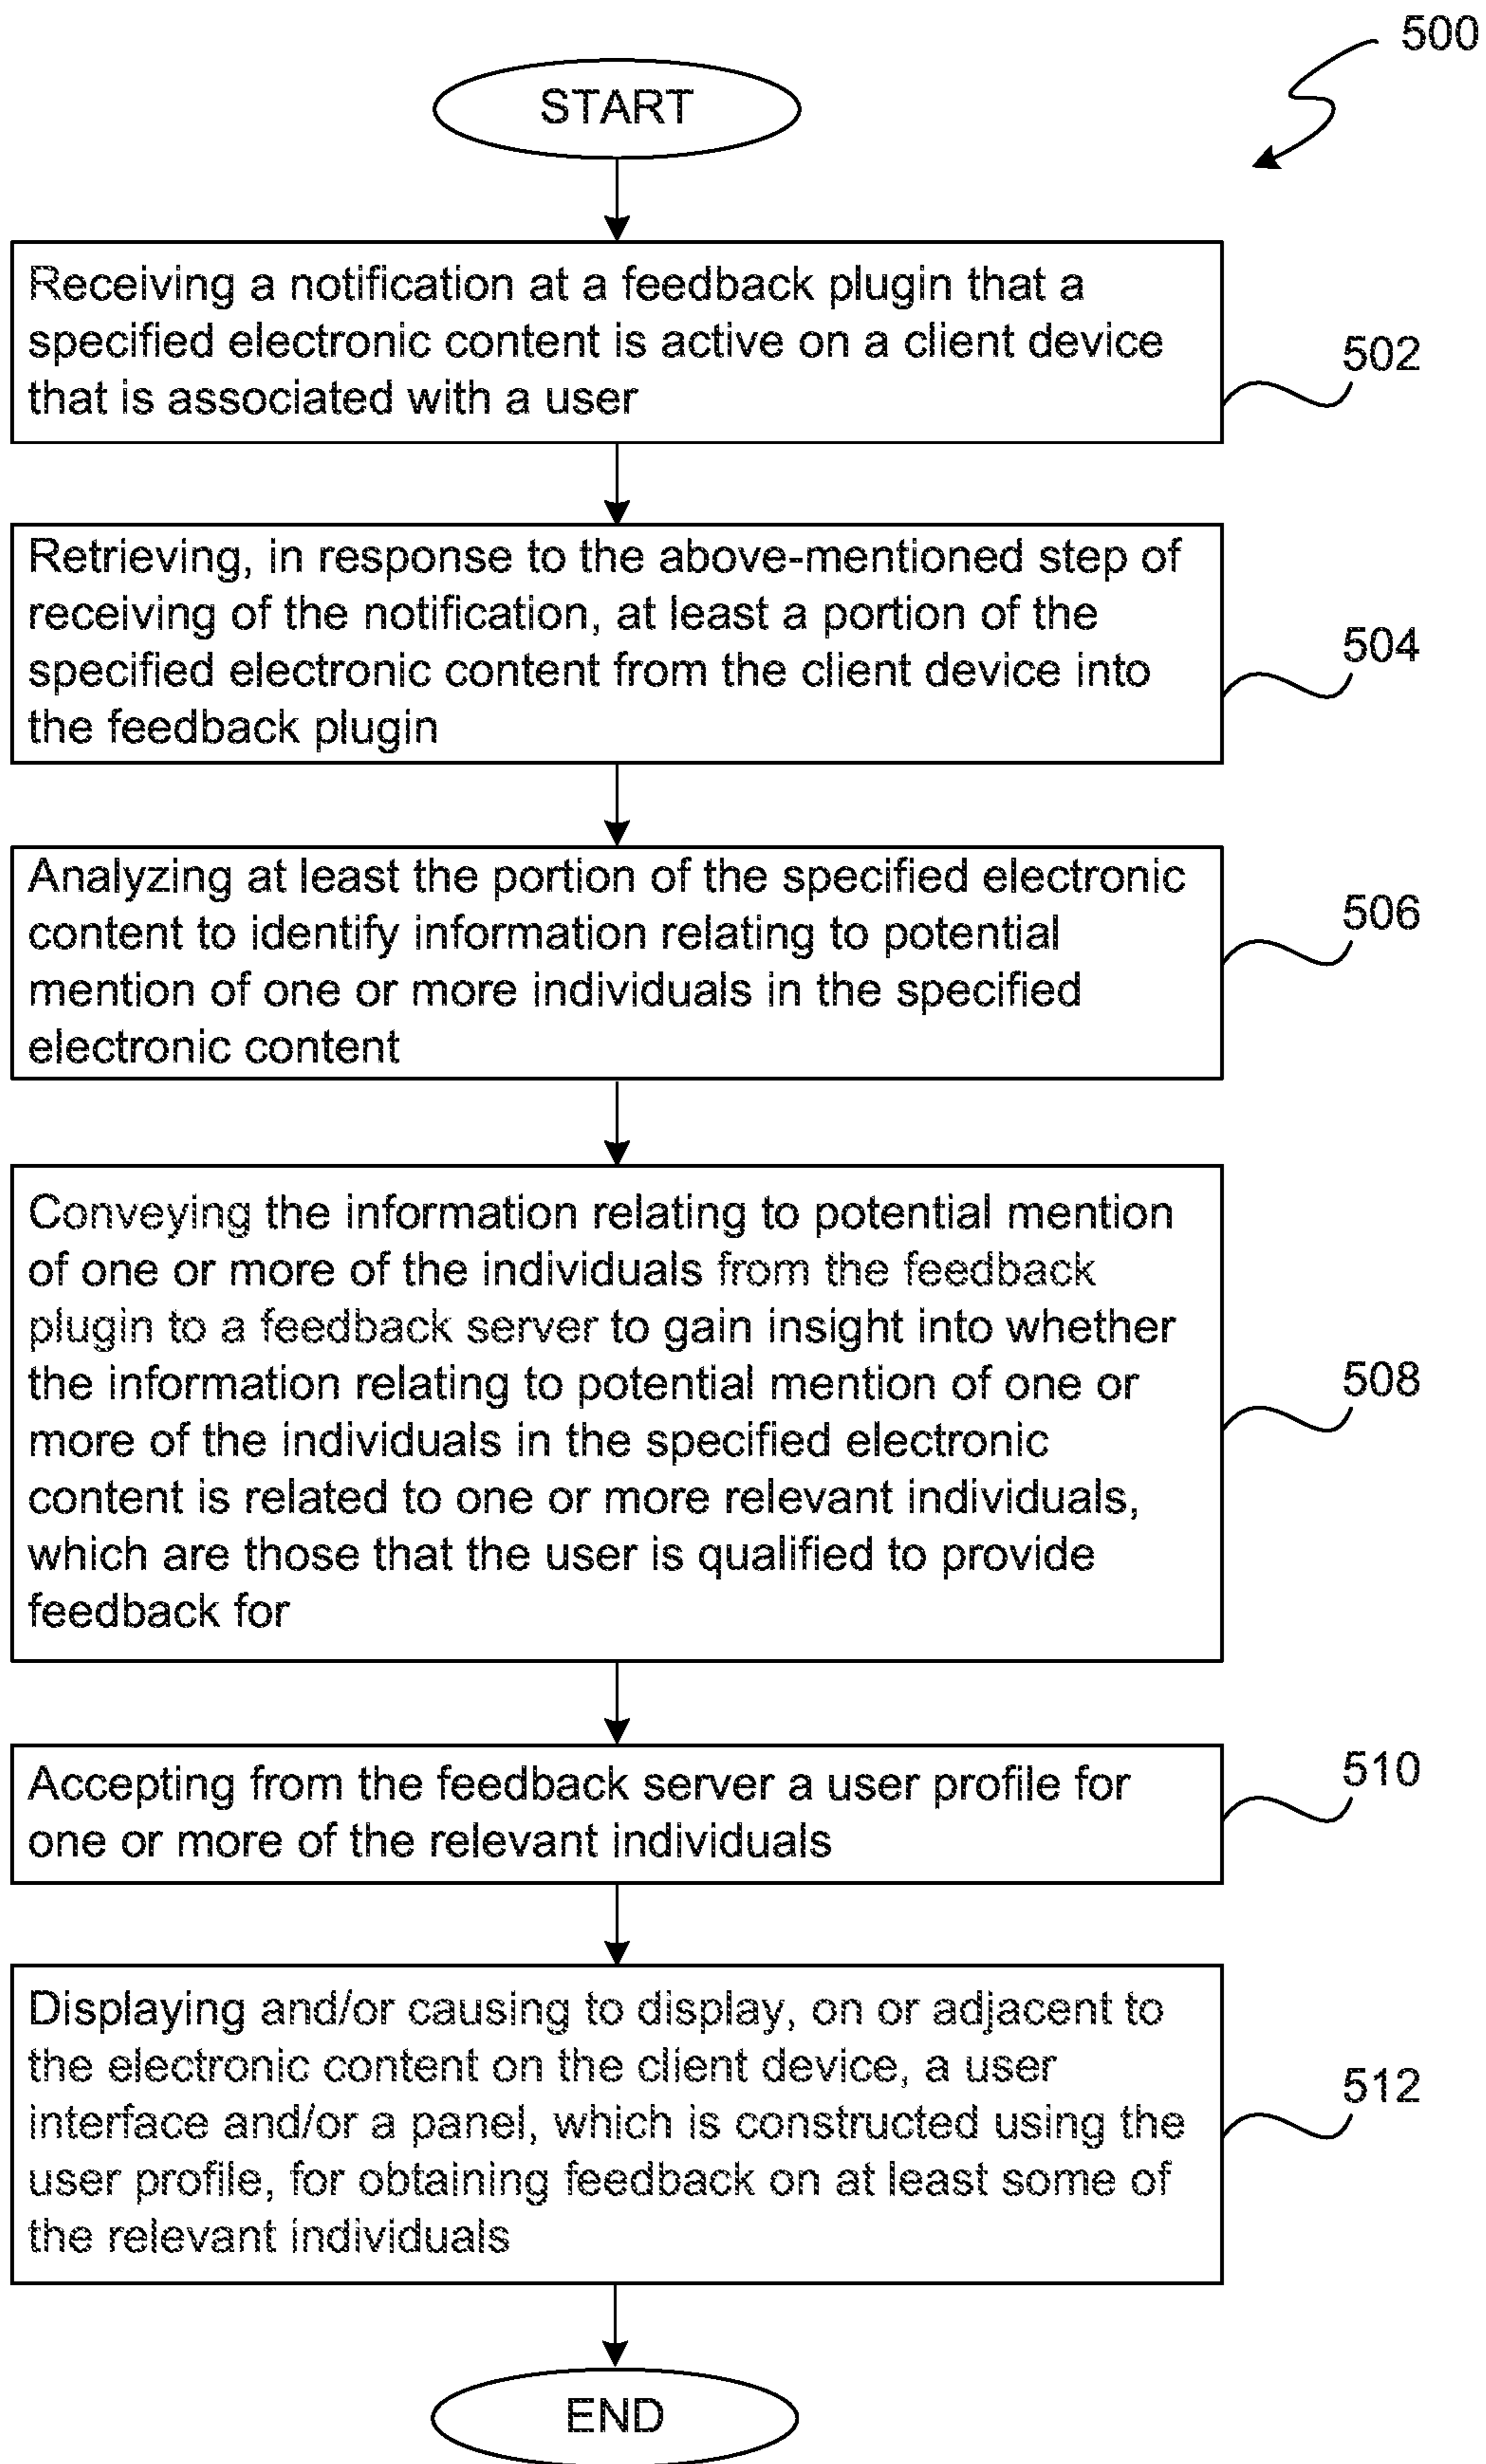 500
START
Receiving a notification at a feedback plugin that a
specified electronic content is active on a client device
that is associated with a user
502
Retrieving, in response to the above-mentioned step of
receiving of the notification, at least a portion of the
specified electronic content from the client device into
the feedback plugin
504
Analyzing at least the portion of the specified electronic
content to identify information relating to potential
mention of one or more individuals in the specified
electronic content
506
Conveying the information relating to potential mention
of one or more of the individuals from the feedback
plugin to a feedback server to gain insight into whether
the information relating to potential mention of one or
more of the individuals in the specified electronic
content is related to one or more relevant individuals,
which are those that the user is qualified to provide
feedback for
508
Accepting from the feedback server a user profile for
one or more of the relevant individuals
510
Displaying and/or causing to display, on or adjacent to
the electronic content on the client device, a user
interface and/or a panel, which is constructed using the
user profile, for obtaining feedback on at least some of
the relevant individuals
512
END